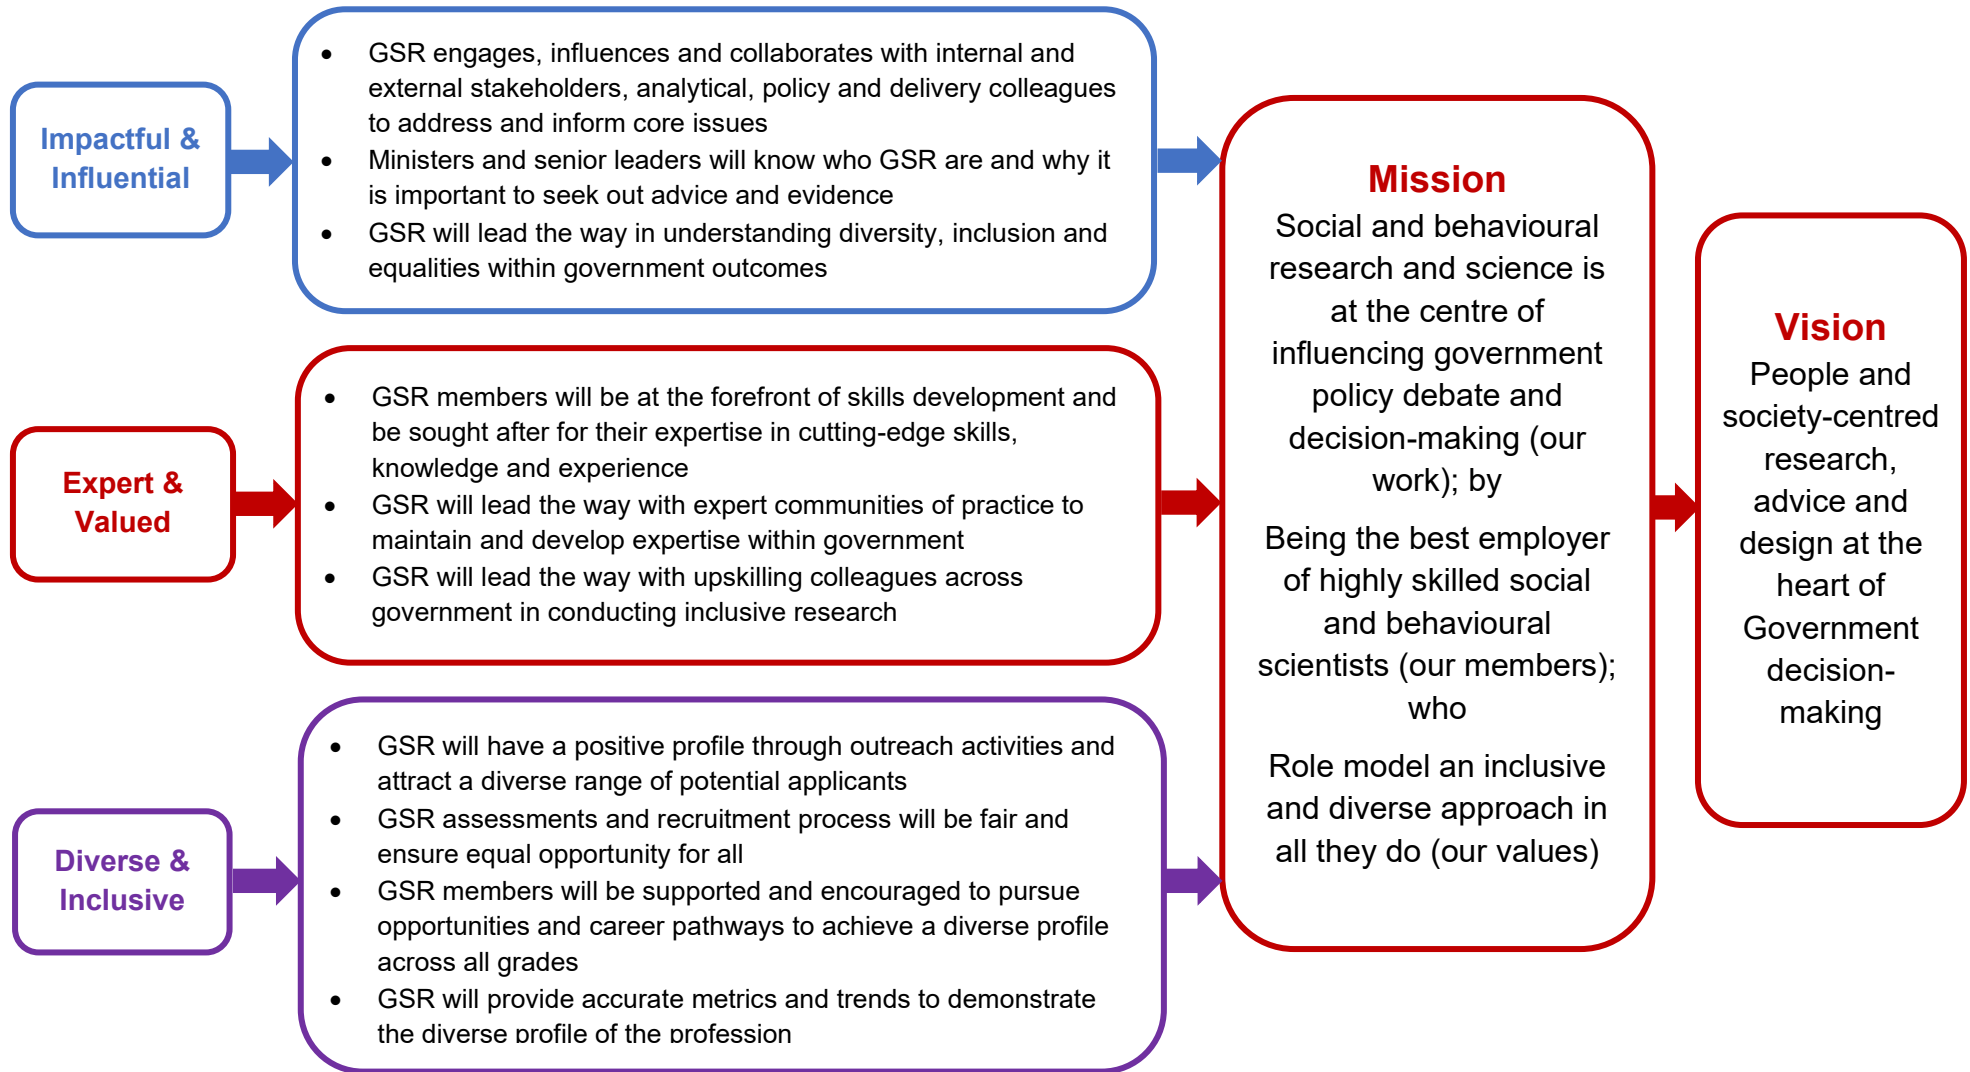 Impactful &
Influential
• GSR engages, influences and collaborates with internal and
external stakeholders, analytical, policy and delivery colleagues
to address and inform core issues
• Ministers and senior leaders will know who GSR are and why it
is important to seek out advice and evidence
• GSR will lead the way in understanding diversity, inclusion and
equalities within government outcomes
Expert &
Valued
• GSR members will be at the forefront of skills development and
be sought after for their expertise in cutting-edge skills,
knowledge and experience
• GSR will lead the way with expert communities of practice to
maintain and develop expertise within government
• GSR will lead the way with upskilling colleagues across
government in conducting inclusive research
Diverse &
Inclusive
• GSR will have a positive profile through outreach activities and
attract a diverse range of potential applicants
• GSR assessments and recruitment process will be fair and
ensure equal opportunity for all
• GSR members will be supported and encouraged to pursue
opportunities and career pathways to achieve a diverse profile
across all grades
• GSR will provide accurate metrics and trends to demonstrate
the diverse profile of the profession
Mission
Social and behavioural
research and science is
at the centre of
influencing government
policy debate and
decision-making (our
work); by
Being the best employer
of highly skilled social
and behavioural
scientists (our members);
who
Role model an inclusive
and diverse approach in
all they do (our values)
Vision
People and
society-centred
research,
advice and
design at the
heart of
Government
decision-
making